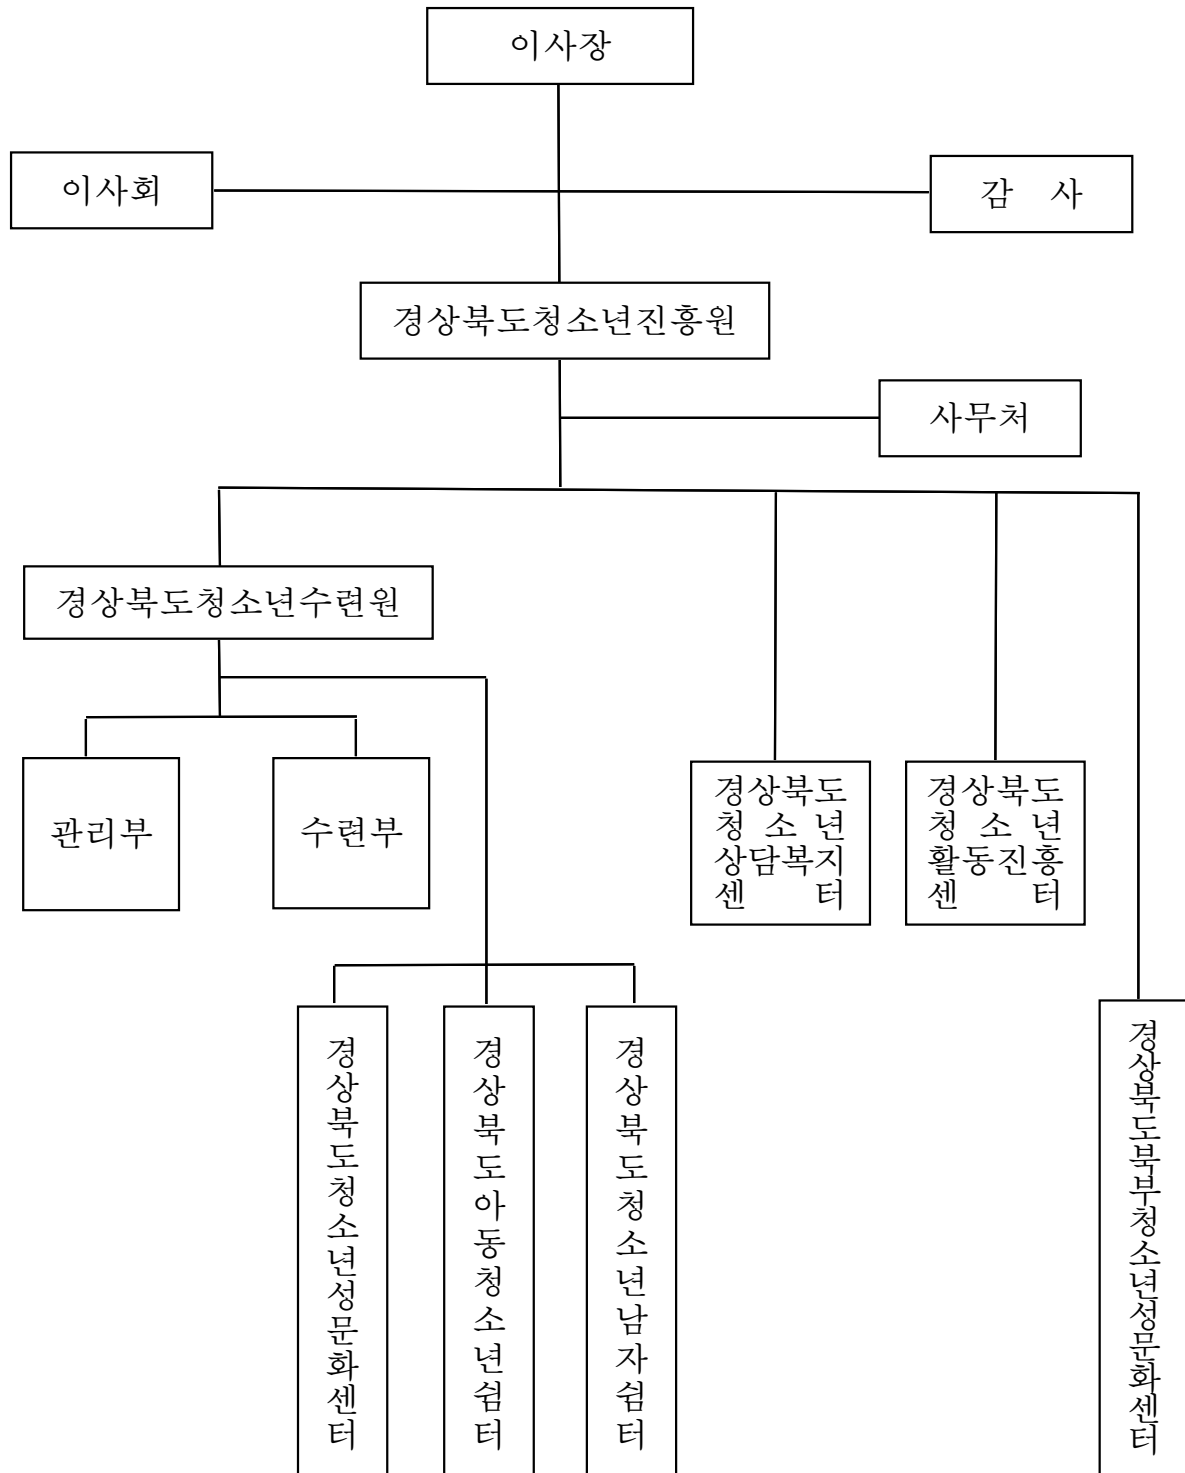 이사장
이사회
감 사
경상북도청소년진흥원
사무처
경상북도청소년수련원
관리부
수련부
경상북도
청 소 년
상담복지
센 터
경상북도
청 소 년
활동진흥
센 터
경상북도청소년성문화센터
경상북도아동청소년쉼터
경상북도청소년남자쉼터
경상북도북부청소년성문화센터